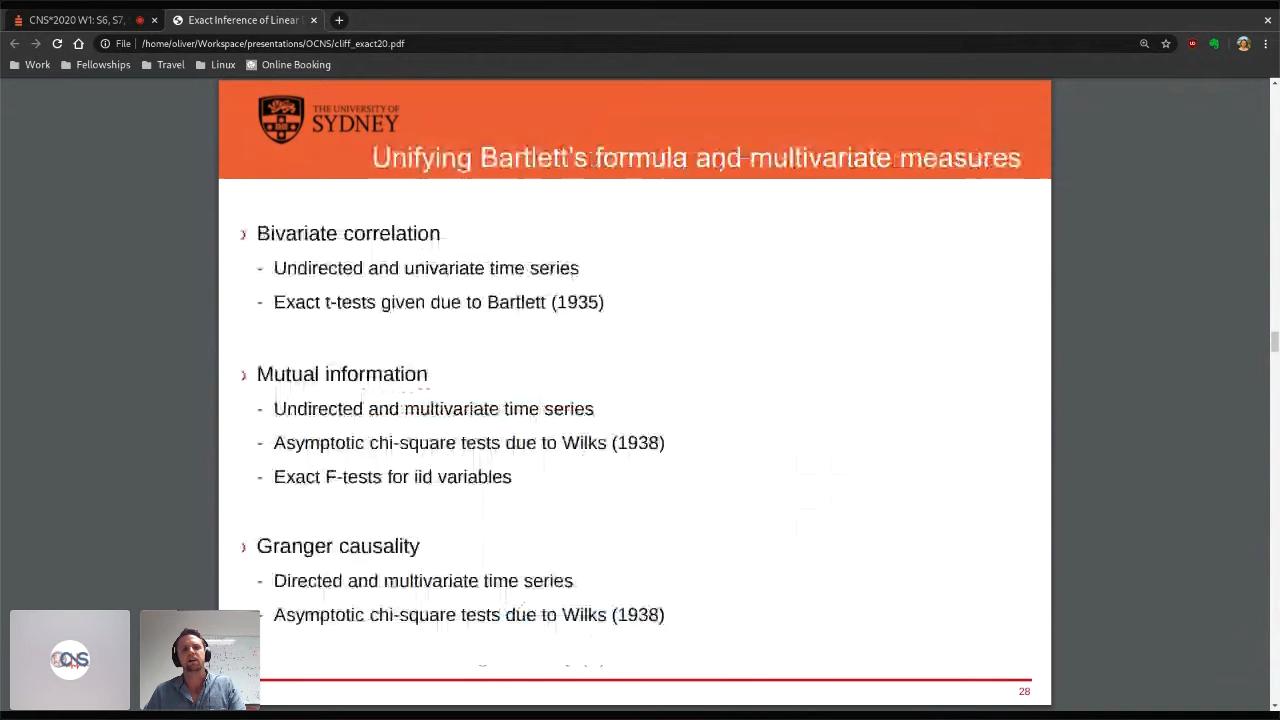 CNS*2020 W1: S6, S7,
Exact Inference of Linear
File
/home/oliver/Workspace/presentations/OCNS/cliff_exact20.pdf
Work
Fellowships
Travel
Linux
Online Booking
THE UNIVERSITY OF
SYDNEY
Unifying Bartlett's formula and multivariate measures
› Bivariate correlation
- Undirected and univariate time series
- Exact t-tests given due to Bartlett (1935)
› Mutual information
- Undirected and multivariate time series
- Asymptotic chi-square tests due to Wilks (1938)
- Exact F-tests for iid variables
› Granger causality
- Directed and multivariate time series
- Asymptotic chi-square tests due to Wilks (1938)
OCNS
28